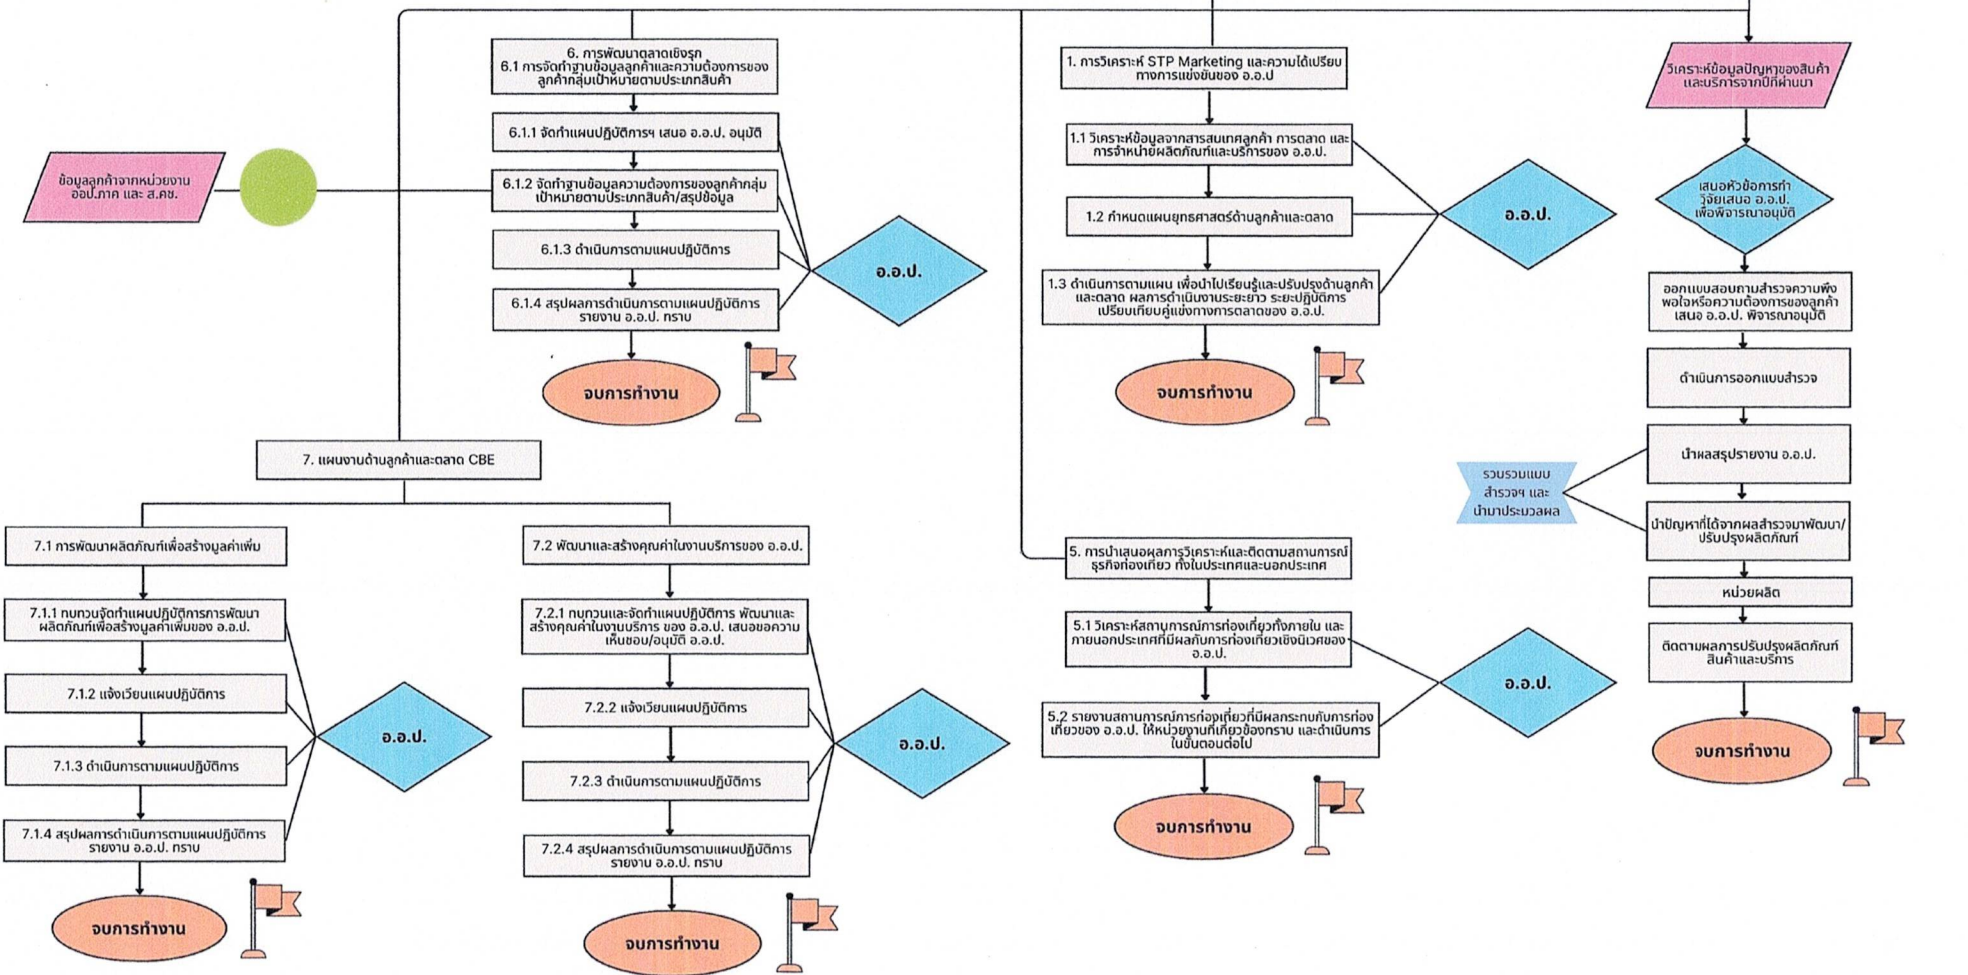 6. การพัฒนาตลาดเชิงรุก
6.1 การจัดทำฐานข้อมูลลูกค้าและความต้องการของ
ลูกค้ากลุ่มเป้าหมายตามประเภทสินค้า
6.1.1 จัดทำแผนปฏิบัติการฯ เสนอ อ.อ.ป. อนุมัติ
ข้อมูลลูกค้าจากหน่วยงาน
ออป.ภาค และ ส.คช.
6.1.2 จัดทำฐานข้อมูลความต้องการของลูกค้ากลุ่ม
เป้าหมายตามประเภทสินค้า/สรุปข้อมูล
6.1.3 ดำเนินการตามแผนปฏิบัติการ
อ.อ.ป.
6.1.4 สรุปผลการดำเนินการตามแผนปฏิบัติการ
รายงาน อ.อ.ป. ทราบ
จบการทำงาน
1. การวิเคราะห์ STP Marketing และความได้เปรียบ
ทางการแข่งขันของ อ.อ.ป
1.1 วิเคราะห์ข้อมูลจากสารสนเทศลูกค้า การตลาด และ
การจำหน่ายผลิตภัณฑ์และบริการของ อ.อ.ป.
1.2 กำหนดแผนยุทธศาสตร์ด้านลูกค้าและตลาด
อ.อ.ป.
1.3 ดำเนินการตามแผน เพื่อนำไปเรียนรู้และปรับปรุงด้านลูกค้า
และตลาด ผลการดำเนินงานระยะยาว ระยะปฏิบัติการ
เปรียบเทียบคู่แข่งทางการตลาดของ อ.อ.ป.
จบการทำงาน
วิเคราะห์ข้อมูลปัญหาของสินค้า
และบริการจากปีที่ผ่านมา
เสนอหัวข้อการทำ
วิจัยเสนอ อ.อ.ป.
เพื่อพิจารณาอนุมัติ
ออกแบบสอบถามสำรวจความพึง
พอใจหรือความต้องการของลูกค้า
เสนอ อ.อ.ป. พิจารณาอนุมัติ
ดำเนินการออกแบบสำรวจ
นำผลสรุปรายงาน อ.อ.ป.
รวบรวมแบบ
สำรวจฯ และ
นำมาประมวลผล
นำปัญหาที่ได้จากผลสำรวจมาพัฒนา/
ปรับปรุงผลิตภัณฑ์
หน่วยผลิต
ติดตามผลการปรับปรุงผลิตภัณฑ์
สินค้าและบริการ
จบการทำงาน
7. แผนงานด้านลูกค้าและตลาด CBE
7.1 การพัฒนาผลิตภัณฑ์เพื่อสร้างมูลค่าเพิ่ม
7.1.1 ทบทวนจัดทำแผนปฏิบัติการการพัฒนา
ผลิตภัณฑ์เพื่อสร้างมูลค่าเพิ่มของ อ.อ.ป.
7.1.2 แจ้งเวียนแผนปฏิบัติการ
อ.อ.ป.
7.1.3 ดำเนินการตามแผนปฏิบัติการ
7.1.4 สรุปผลการดำเนินการตามแผนปฏิบัติการ
รายงาน อ.อ.ป. ทราบ
จบการทำงาน
7.2 พัฒนาและสร้างคุณค่าในงานบริการของ อ.อ.ป.
7.2.1 ทบทวนและจัดทำแผนปฏิบัติการ พัฒนาและ
สร้างคุณค่าในงานบริการ ของ อ.อ.ป. เสนอขอความ
เห็นชอบ/อนุมัติ อ.อ.ป.
7.2.2 แจ้งเวียนแผนปฏิบัติการ
อ.อ.ป.
7.2.3 ดำเนินการตามแผนปฏิบัติการ
7.2.4 สรุปผลการดำเนินการตามแผนปฏิบัติการ
รายงาน อ.อ.ป. ทราบ
จบการทำงาน
5. การนำเสนอผลการวิเคราะห์และติดตามสถานการณ์
ธุรกิจท่องเที่ยว ทั้งในประเทศและนอกประเทศ
5.1 วิเคราะห์สถานการณ์การท่องเที่ยวทั้งภายใน และ
ภายนอกประเทศที่มีผลกับการท่องเที่ยวเชิงนิเวศของ
อ.อ.ป.
อ.อ.ป.
5.2 รายงานสถานการณ์การท่องเที่ยวที่มีผลกระทบกับการท่อง
เที่ยวของ อ.อ.ป. ให้หน่วยงานที่เกี่ยวข้องทราบ และดำเนินการ
ในขั้นตอนต่อไป
จบการทำงาน